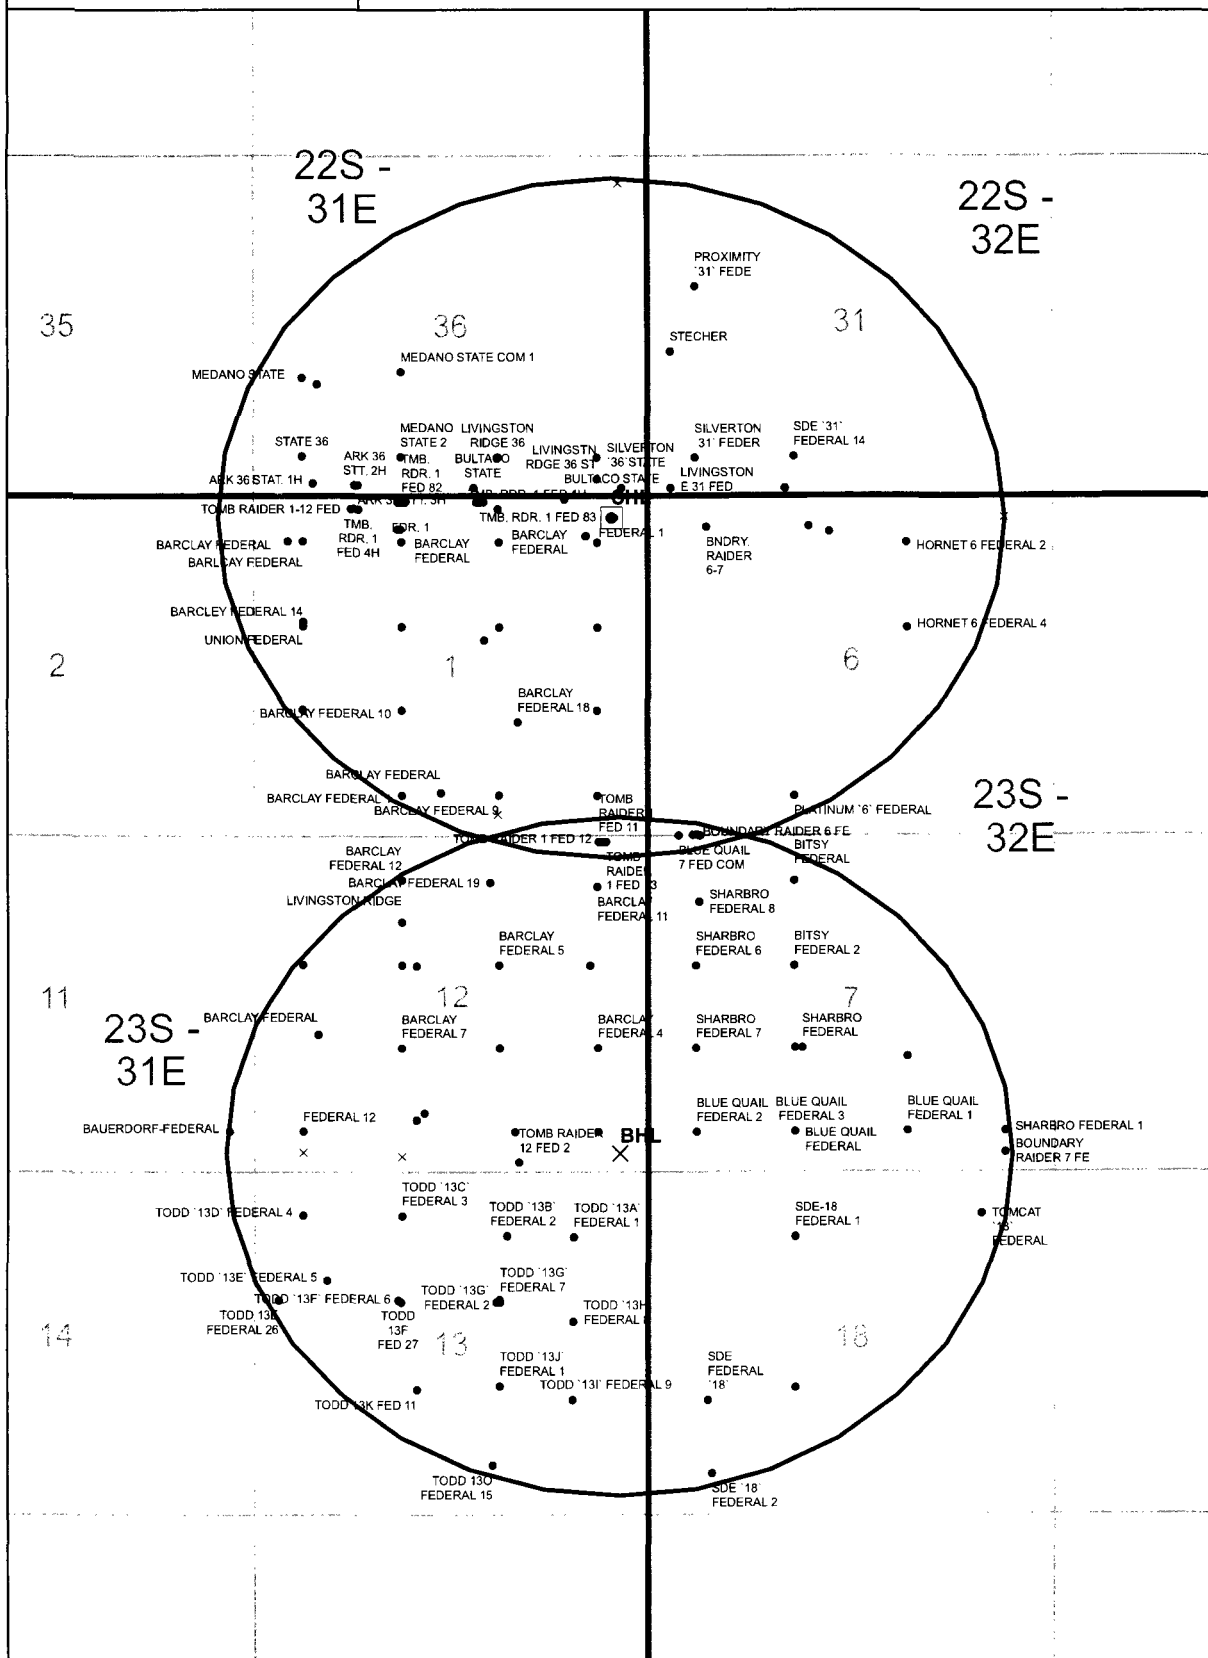 22S -
31E
22S -
32E
PROXIMITY
'31' FEDE
35
36
31
STECHER
MEDANO STATE COM 1
MEDANO STATE
STATE 36
MEDANO
STATE 2
LIVINGSTON
RIDGE 36
LIVINGSTN
RDGE 36 ST
SILVERTON
'36' STATE
SILVERTON
31' FEDER
SDE '31'
FEDERAL 14
ARK 36
STT. 2H
TMB.
RDR. 1
FED 82
BULTACO
STATE
BULTACO STATE
LIVINGSTON
E 31 FED
ARK 36 STAT. 1H
TMB. RDR. 1 FED 4H
SHL
TOMB RAIDER 1-12 FED
TMB. RDR. 1 FED 83
TMB.
RDR. 1
FED 4H
RDR. 1
FEDERAL 1
BARCLAY FEDERAL
BARLCAY FEDERAL
BARCLAY
FEDERAL
BARCLAY
FEDERAL
BNDRY.
RAIDER
6-7
HORNET 6 FEDERAL 2
BARCLEY FEDERAL 14
UNION FEDERAL
HORNET 6 FEDERAL 4
2
1
6
BARCLAY
FEDERAL 18
BARCLAY FEDERAL 10
BARCLAY FEDERAL
BARCLAY FEDERAL 1
BARCLAY FEDERAL 9
TOMB
RAIDER
FED 11
PLATINUM '6' FEDERAL
23S -
32E
TOMB RAIDER 1 FED 12
BOUNDARY RAIDER 6 FE
BLUE QUAIL
7 FED COM
BITSY
FEDERAL
BARCLAY
FEDERAL 12
TOMB
RAIDER
BARCLAY FEDERAL 19
LIVINGSTON RIDGE
BARCLAY
FEDERAL 11
SHARBRO
FEDERAL 8
BARCLAY
FEDERAL 5
SHARBRO
FEDERAL 6
BITSY
FEDERAL 2
11
12
7
23S -
31E
BARCLAY FEDERAL
BARCLAY
FEDERAL 7
BARCLAY
FEDERAL 4
SHARBRO
FEDERAL 7
SHARBRO
FEDERAL
BAUERDORF-FEDERAL
FEDERAL 12
TOMB RAIDER
12 FED 2
BHL
BLUE QUAIL
FEDERAL 2
BLUE QUAIL
FEDERAL 3
BLUE QUAIL
FEDERAL
BLUE QUAIL
FEDERAL 1
SHARBRO FEDERAL 1
BOUNDARY
RAIDER 7 FE
TODD '13D' FEDERAL 4
TODD '13C'
FEDERAL 3
TODD '13B'
FEDERAL 2
TODD '13A'
FEDERAL 1
SDE-18
FEDERAL 1
TOMCAT
'18'
FEDERAL
TODD '13E' FEDERAL 5
TODD '13F' FEDERAL 6
TODD 13E
FEDERAL 26
TODD
13F
FED 27
TODD '13G'
FEDERAL 2
TODD '13G'
FEDERAL 7
TODD '13H'
FEDERAL 8
14
13
18
TODD '13J'
FEDERAL 1
TODD '13I' FEDERAL 9
SDE
FEDERAL
'18'
TODD 13K FED 11
TODD 13O
FEDERAL 15
SDE '18'
FEDERAL 2